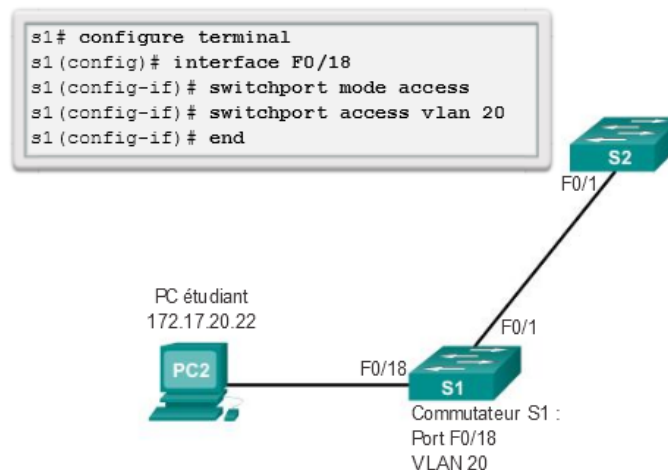 s1# configure terminal
s1(config)# interface F0/18
s1(config-if)# switchport mode access
s1(config-if)# switchport access vlan 20
s1(config-if)# end
S2
F0/1
PC étudiant
172.17.20.22
F0/1
PC2
F0/18
S1
Commutateur S1 :
Port F0/18
VLAN 20